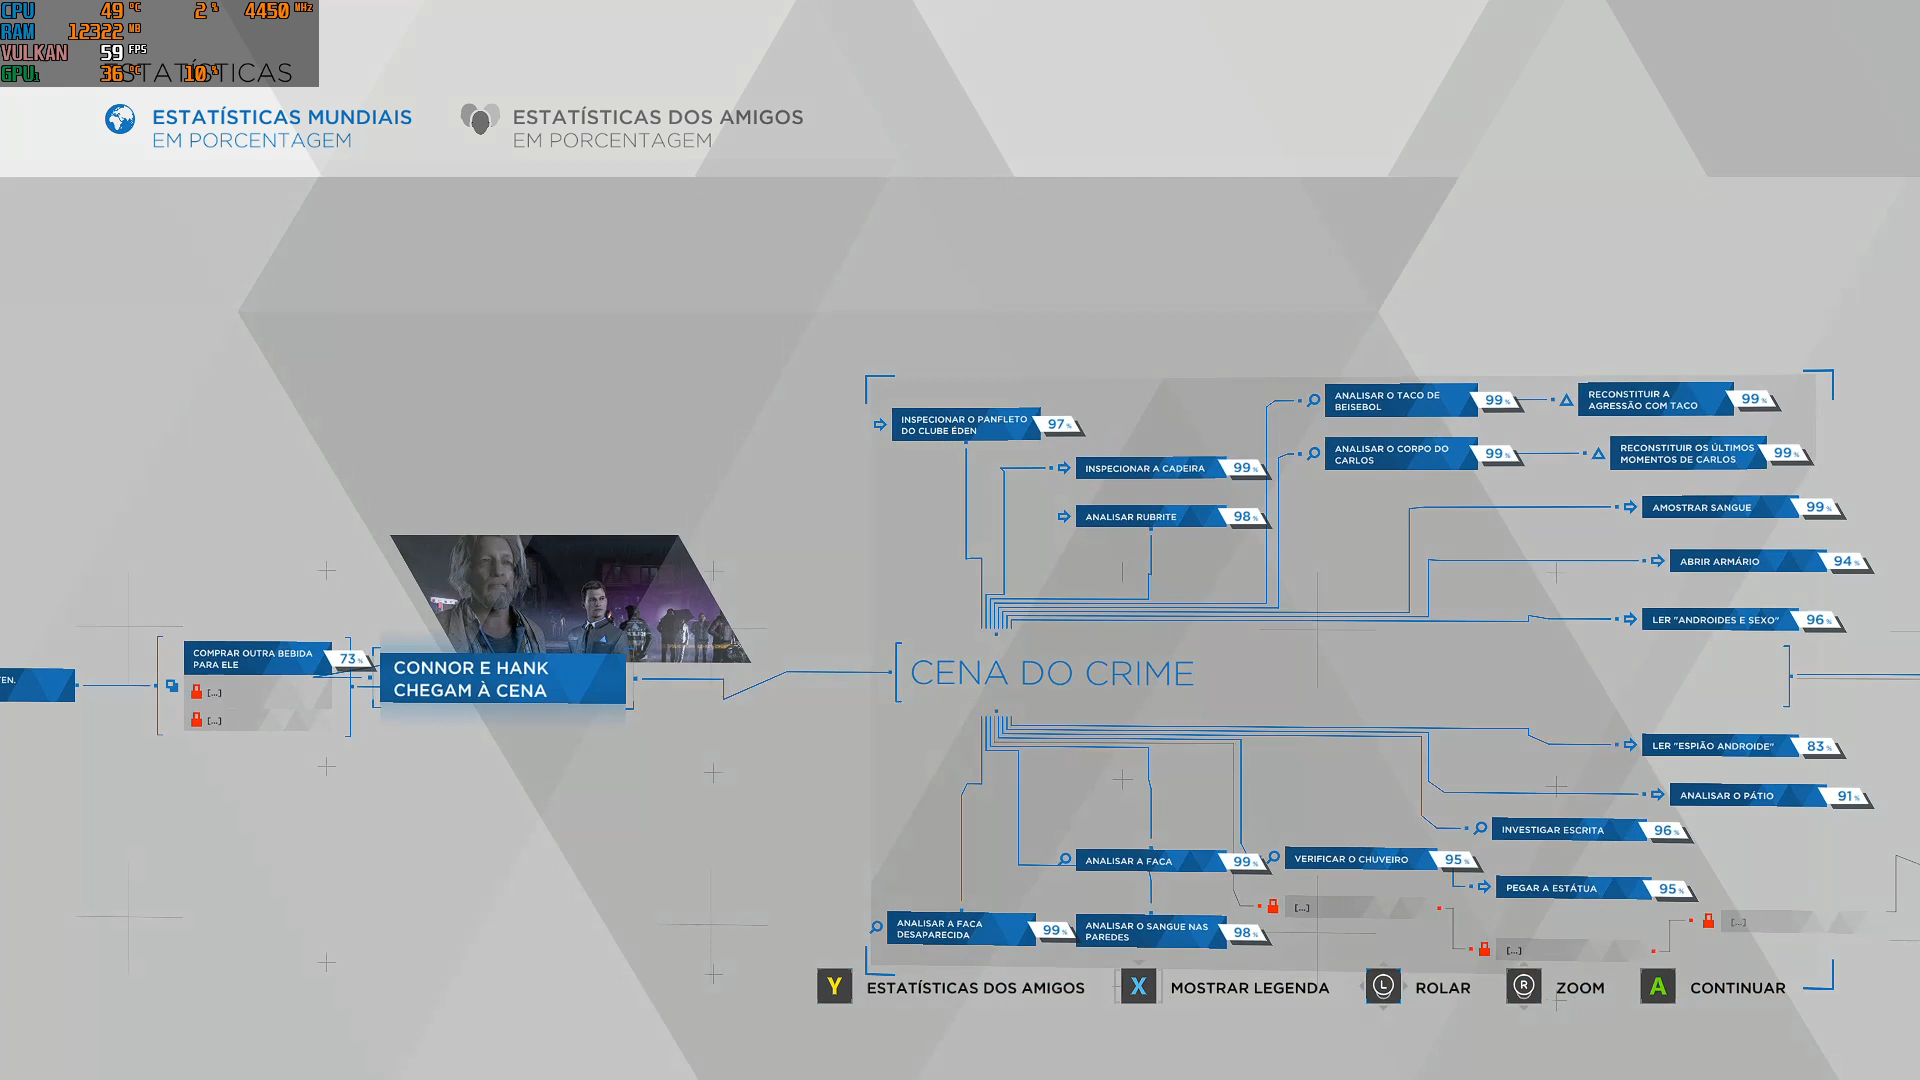 CPU 49 °C 2 % 4450 MHz
RAM 12322 MB
VULKAN 59 FPS
GPU1 36 °C 10 %
ESTATÍSTICAS
ESTATÍSTICAS MUNDIAIS
EM PORCENTAGEM
ESTATÍSTICAS DOS AMIGOS
EM PORCENTAGEM
TEN.
COMPRAR OUTRA BEBIDA
PARA ELE
73%
[...]
[...]
CONNOR E HANK
CHEGAM À CENA
CENA DO CRIME
INSPECIONAR O PANFLETO
DO CLUBE ÉDEN
97%
INSPECIONAR A CADEIRA
99%
ANALISAR RUBRITE
98%
ANALISAR O TACO DE
BEISEBOL
99%
RECONSTITUIR A
AGRESSÃO COM TACO
99%
ANALISAR O CORPO DO
CARLOS
99%
RECONSTITUIR OS ÚLTIMOS
MOMENTOS DE CARLOS
99%
AMOSTRAR SANGUE
99%
ABRIR ARMÁRIO
94%
LER "ANDROIDES E SEXO"
96%
LER "ESPIÃO ANDROIDE"
83%
ANALISAR O PÁTIO
91%
INVESTIGAR ESCRITA
96%
ANALISAR A FACA
99%
VERIFICAR O CHUVEIRO
95%
PEGAR A ESTÁTUA
95%
[...]
[...]
[...]
ANALISAR A FACA
DESAPARECIDA
99%
ANALISAR O SANGUE NAS
PAREDES
98%
Y ESTATÍSTICAS DOS AMIGOS
X MOSTRAR LEGENDA
L ROLAR
R ZOOM
A CONTINUAR